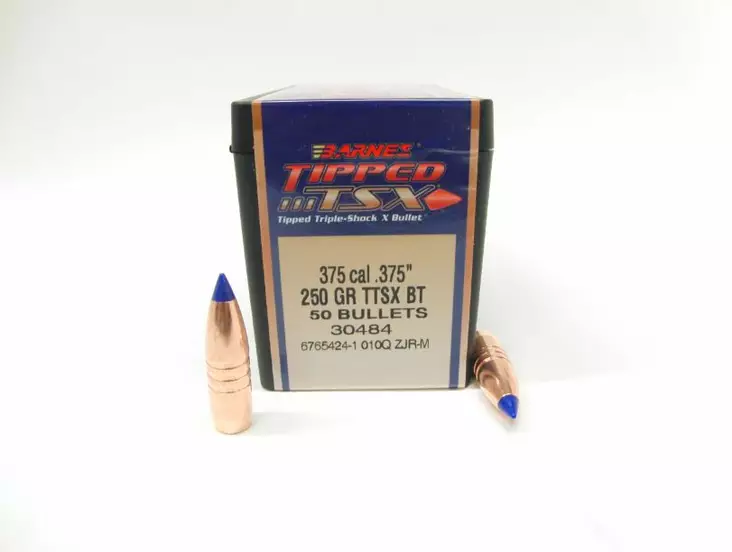 BARNES
TIPPED
TSX
Tipped Triple-Shock X Bullet
375 cal .375"
250 GR TTSX BT
50 BULLETS
30484
6765424-1 010Q ZJR-M